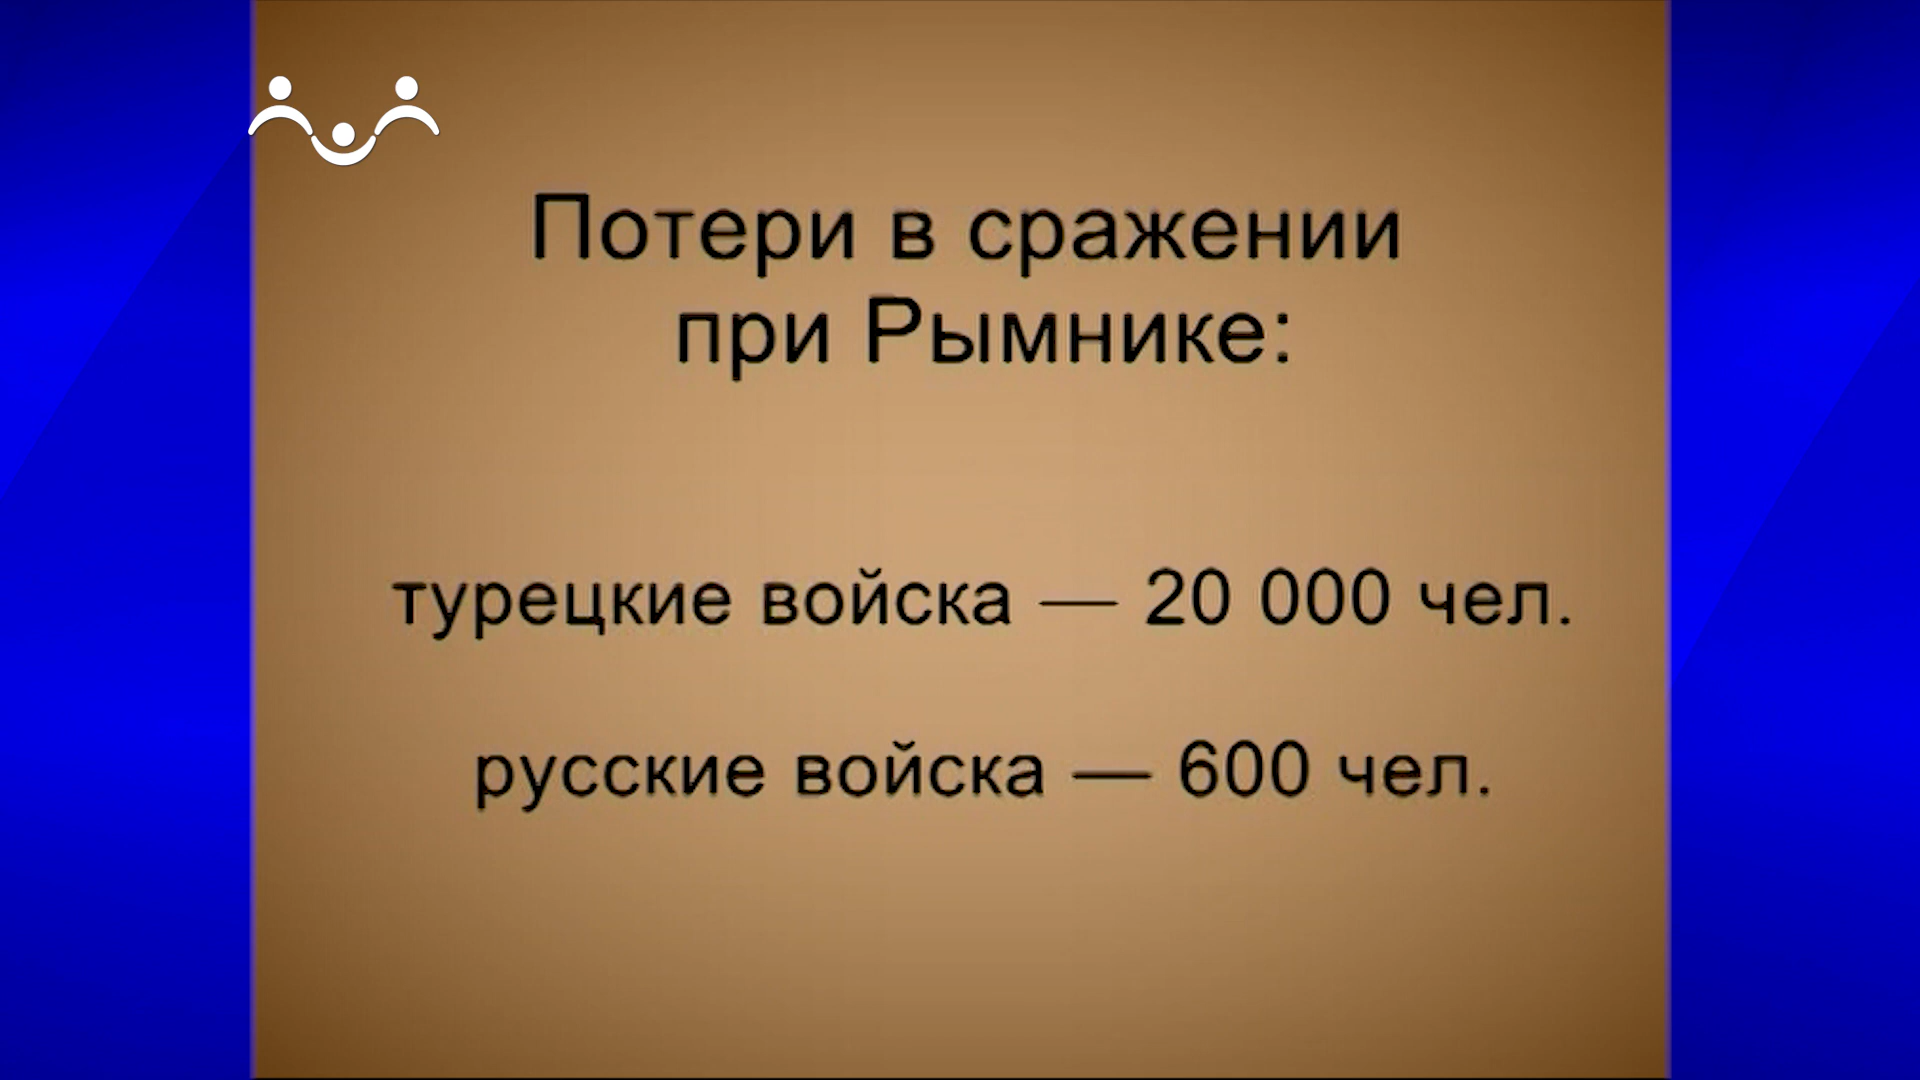 Потери в сражении
при Рымнике:
турецкие войска — 20 000 чел.
русские войска — 600 чел.